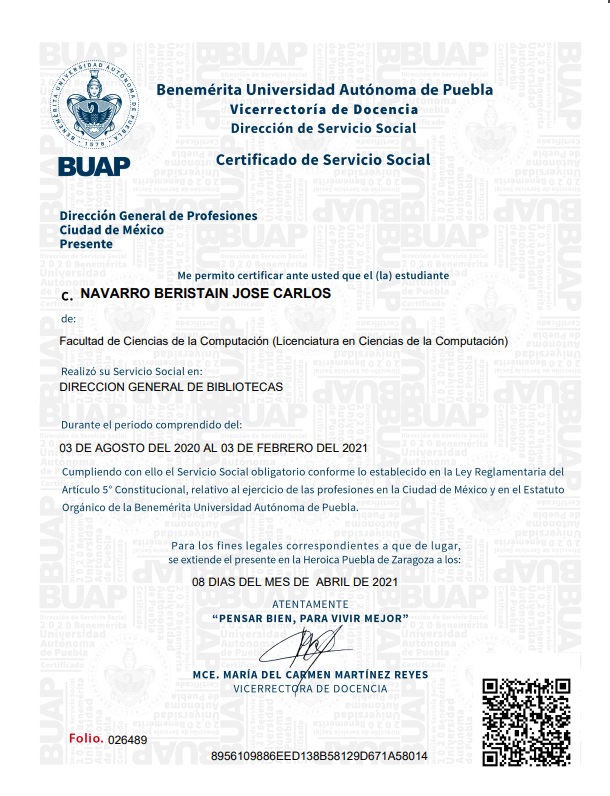 BENEMÉRITA UNIVERSIDAD AUTÓNOMA DE PUEBLA
1578
BUAP
Benemérita Universidad Autónoma de Puebla
Vicerrectoría de Docencia
Dirección de Servicio Social
Certificado de Servicio Social
Dirección General de Profesiones
Ciudad de México
Presente
Me permito certificar ante usted que el (la) estudiante
C. NAVARRO BERISTAIN JOSE CARLOS
de:
Facultad de Ciencias de la Computación (Licenciatura en Ciencias de la Computación)
Realizó su Servicio Social en:
DIRECCION GENERAL DE BIBLIOTECAS
Durante el periodo comprendido del:
03 DE AGOSTO DEL 2020 AL 03 DE FEBRERO DEL 2021
Cumpliendo con ello el Servicio Social obligatorio conforme lo establecido en la Ley Reglamentaria del
Artículo 5° Constitucional, relativo al ejercicio de las profesiones en la Ciudad de México y en el Estatuto
Orgánico de la Benemérita Universidad Autónoma de Puebla.
Para los fines legales correspondientes a que de lugar,
se extiende el presente en la Heroica Puebla de Zaragoza a los:
08 DIAS DEL MES DE ABRIL DE 2021
ATENTAMENTE
“PENSAR BIEN, PARA VIVIR MEJOR”
MCE. MARÍA DEL CARMEN MARTÍNEZ REYES
VICERRECTORA DE DOCENCIA
Folio. 026489
8956109886EED138B58129D671A58014